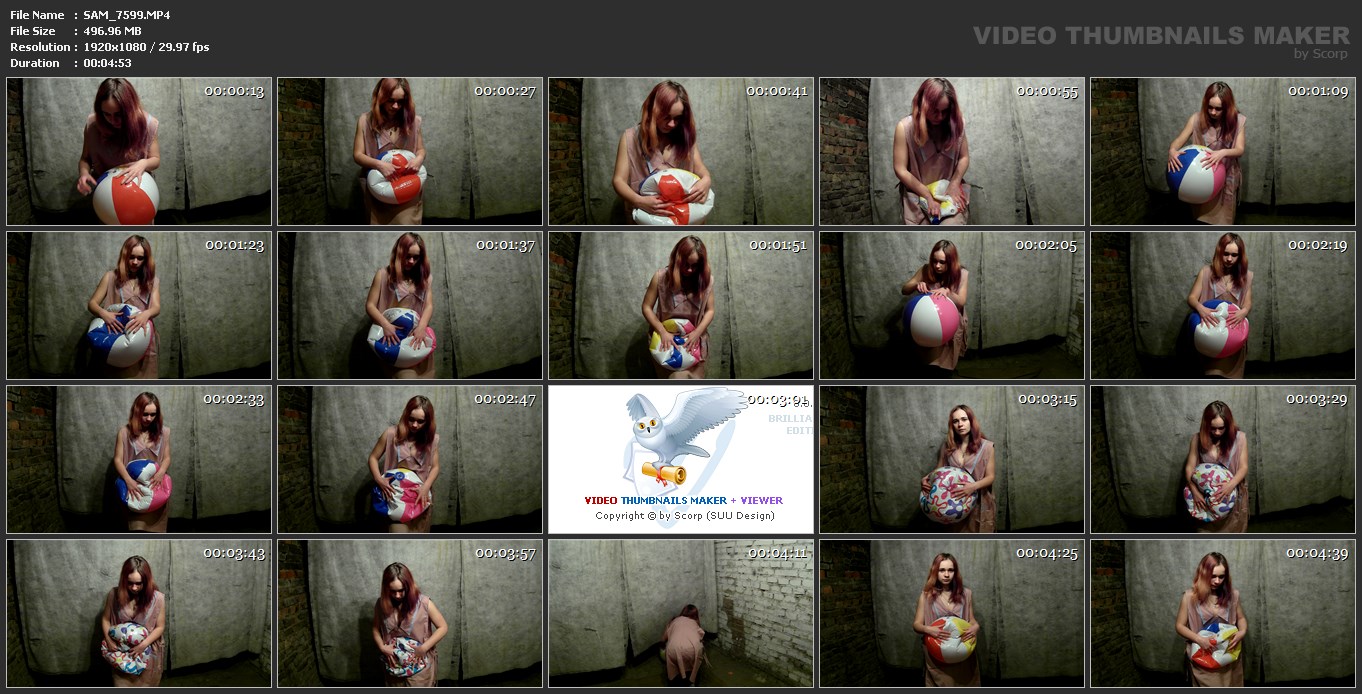 File Name : SAM_7599.MP4
File Size : 496.96 MB
Resolution : 1920x1080 / 29.97 fps
Duration : 00:04:53
VIDEO THUMBNAILS MAKER
by Scorp
00:00:13
00:00:27
00:00:41
00:00:55
00:01:09
00:01:23
00:01:37
00:01:51
00:02:05
00:02:19
00:02:33
00:02:47
00:03:01
BRILLIA
EDIT
VIDEO THUMBNAILS MAKER + VIEWER
Copyright © by Scorp (SUU Design)
00:03:15
00:03:29
00:03:43
00:03:57
00:04:11
00:04:25
00:04:39